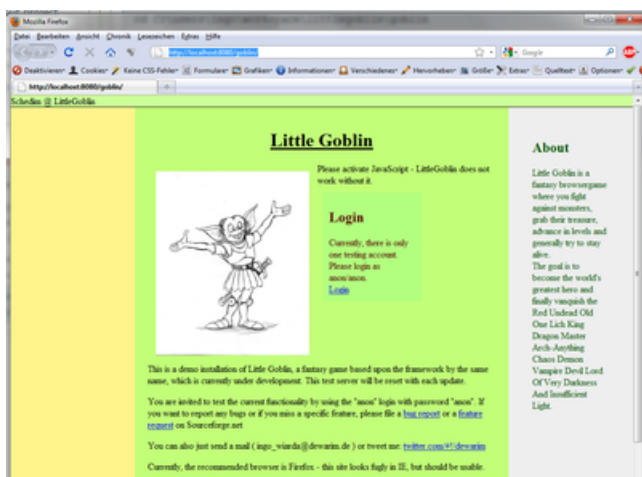 Mozilla Firefox
Datei Bearbeiten Ansicht Chronik Lesezeichen Extras Hilfe
http://localhost:8080/goblin/
Google
Deaktivieren Cookies Keine CSS-Fehler Formulare Grafiken Informationen Verschiedenes Hervorheben Größe Extras Quelltext Optionen
http://localhost:8080/goblin/
Schedim @ LittleGoblin
Little Goblin
Please activate JavaScript - LittleGoblin does not
work without it.
Login
Currently, there is only
one testing account.
Please login as
anon/anon.
Login
This is a demo installation of Little Goblin, a fantasy game based upon the framework by the same
name, which is currently under development. This test server will be reset with each update.
You are invited to test the current functionality by using the "anon" login with password "anon". If
you want to report any bugs or if you miss a specific feature, please file a bug report or a feature
request on Sourceforge.net
You can also just send a mail ( ingo_wiarda@dewarim.de ) or tweet me: twitter.com/#!/dewarim
Currently, the recommended browser is Firefox - this site looks fugly in IE, but should be usable.
About
Little Goblin is a
fantasy browsergame
where you fight
against monsters,
grab their treasure,
advance in levels and
generally try to stay
alive.
The goal is to
become the world's
greatest hero and
finally vanquish the
Red Undead Old
One Lich King
Dragon Master
Arch-Anything
Chaos Demon
Vampire Devil Lord
Of Very Darkness
And Insufficient
Light.